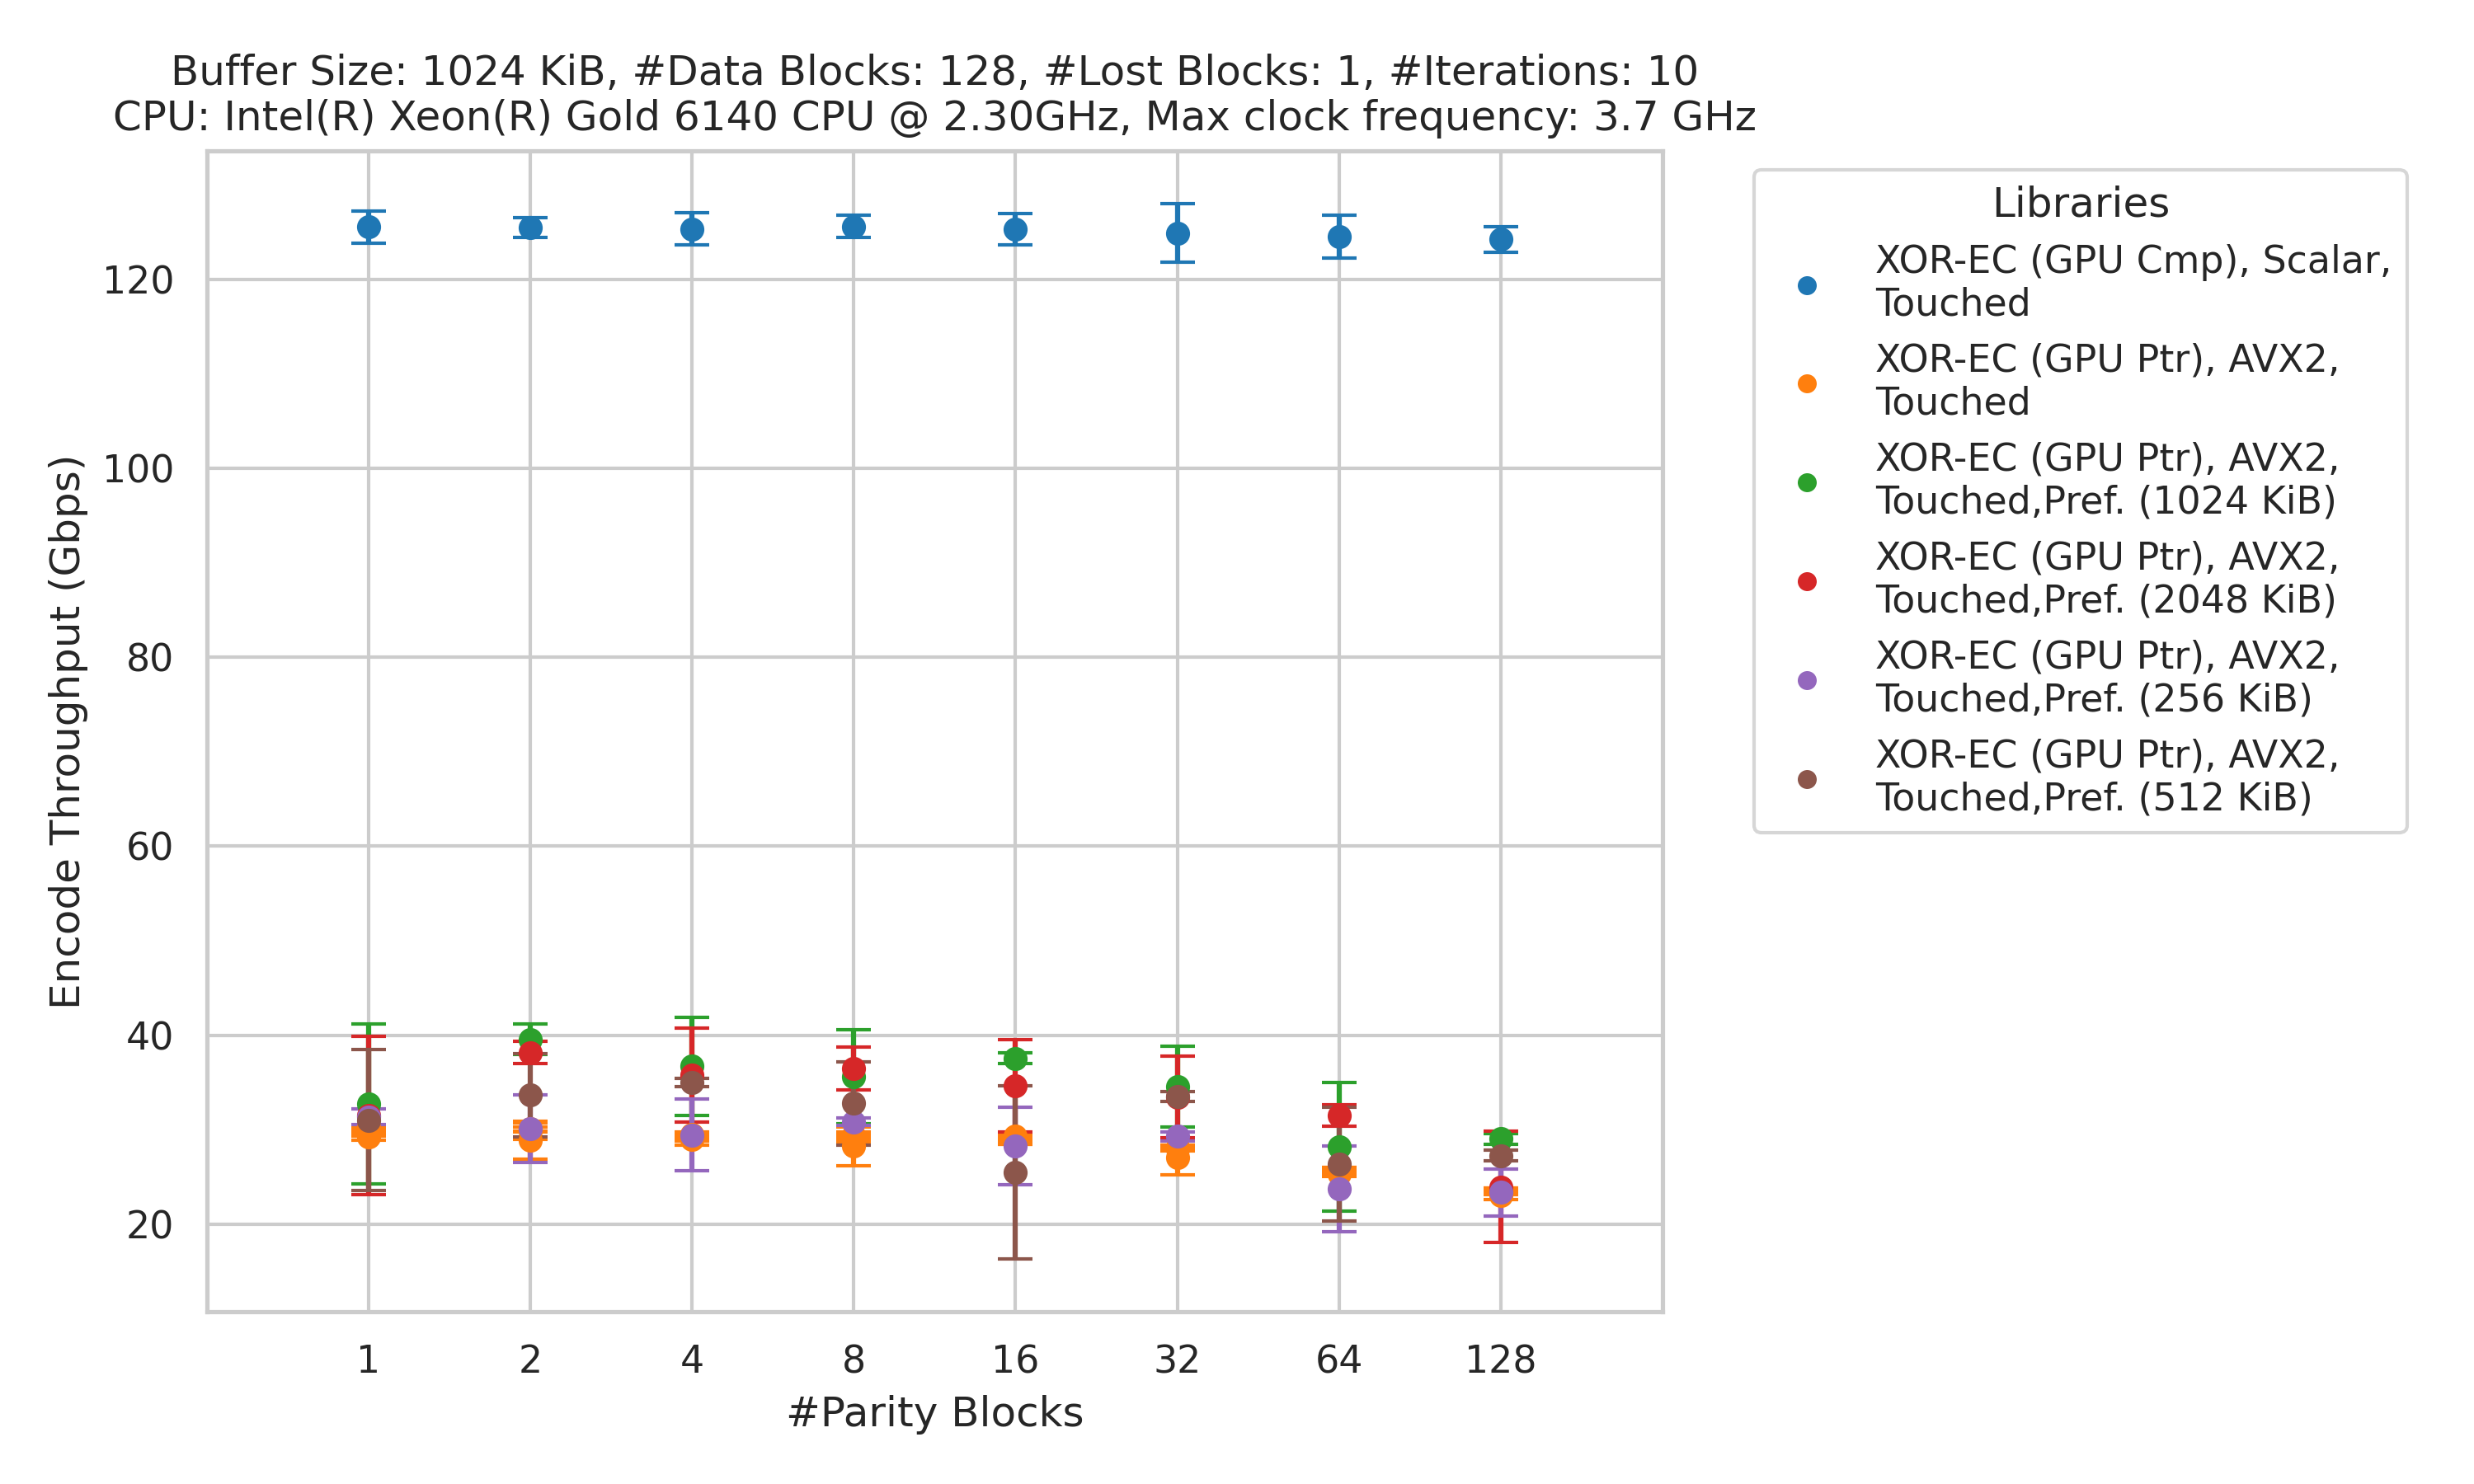 Buffer Size: 1024 KiB, #Data Blocks: 128, #Lost Blocks: 1, #Iterations: 10
CPU: Intel(R) Xeon(R) Gold 6140 CPU @ 2.30GHz, Max clock frequency: 3.7 GHz
Encode Throughput (Gbps)
120
100
80
60
40
20
1 2 4 8 16 32 64 128
#Parity Blocks
Libraries
XOR-EC (GPU Cmp), Scalar,
Touched
XOR-EC (GPU Ptr), AVX2,
Touched
XOR-EC (GPU Ptr), AVX2,
Touched,Pref. (1024 KiB)
XOR-EC (GPU Ptr), AVX2,
Touched,Pref. (2048 KiB)
XOR-EC (GPU Ptr), AVX2,
Touched,Pref. (256 KiB)
XOR-EC (GPU Ptr), AVX2,
Touched,Pref. (512 KiB)